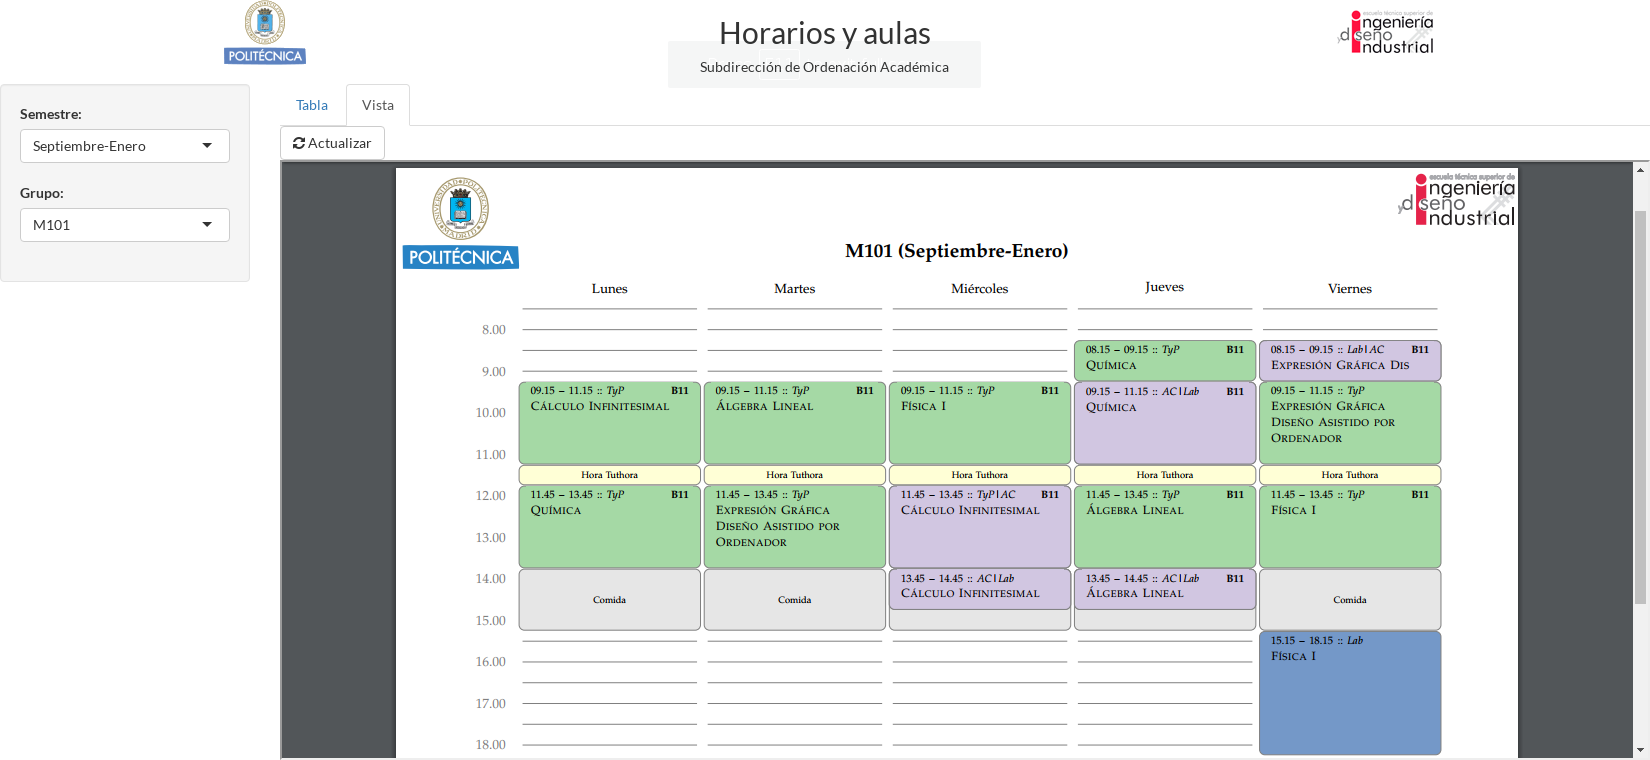 POLITÉCNICA
Horarios y aulas
Subdirección de Ordenación Académica
escuela técnica superior de
ingeniería
y diseño
industrial
Semestre:
Septiembre-Enero
Grupo:
M101
Tabla
Vista
Actualizar
UNIVERSIDAD POLITÉCNICA
MADRID
POLITÉCNICA
escuela técnica superior de
ingeniería
y diseño
industrial
M101 (Septiembre-Enero)
Lunes Martes Miércoles Jueves Viernes
8.00
9.00
10.00
11.00
12.00
13.00
14.00
15.00
16.00
17.00
18.00
09.15 – 11.15 :: TyP B11
Cálculo Infinitesimal
Hora Tuthora
11.45 – 13.45 :: TyP B11
Química
Comida
09.15 – 11.15 :: TyP B11
Álgebra Lineal
Hora Tuthora
11.45 – 13.45 :: TyP
Expresión Gráfica
Diseño Asistido por
Ordenador
Comida
09.15 – 11.15 :: TyP B11
Física I
Hora Tuthora
11.45 – 13.45 :: TyP|AC B11
Cálculo Infinitesimal
13.45 – 14.45 :: AC|Lab
Cálculo Infinitesimal
08.15 – 09.15 :: TyP B11
Química
09.15 – 11.15 :: AC|Lab B11
Química
Hora Tuthora
11.45 – 13.45 :: TyP B11
Álgebra Lineal
13.45 – 14.45 :: AC|Lab B11
Álgebra Lineal
08.15 – 09.15 :: Lab|AC B11
Expresión Gráfica Dis
09.15 – 11.15 :: TyP
Expresión Gráfica
Diseño Asistido por
Ordenador
Hora Tuthora
11.45 – 13.45 :: TyP B11
Física I
Comida
15.15 – 18.15 :: Lab
Física I